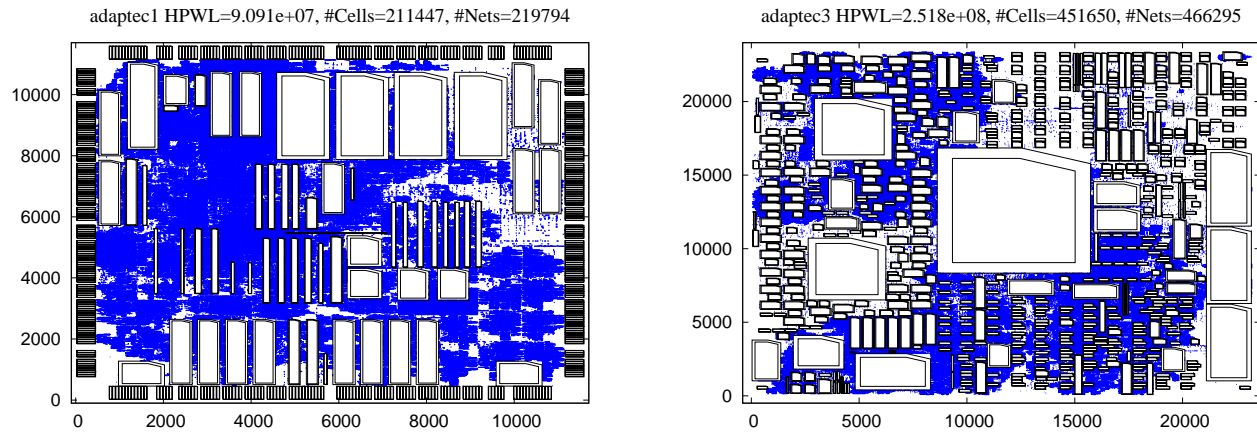 adaptec1 HPWL=9.091e+07, #Cells=211447, #Nets=219794
10000
8000
6000
4000
2000
0
0 2000 4000 6000 8000 10000
adaptec3 HPWL=2.518e+08, #Cells=451650, #Nets=466295
20000
15000
10000
5000
0
0 5000 10000 15000 20000